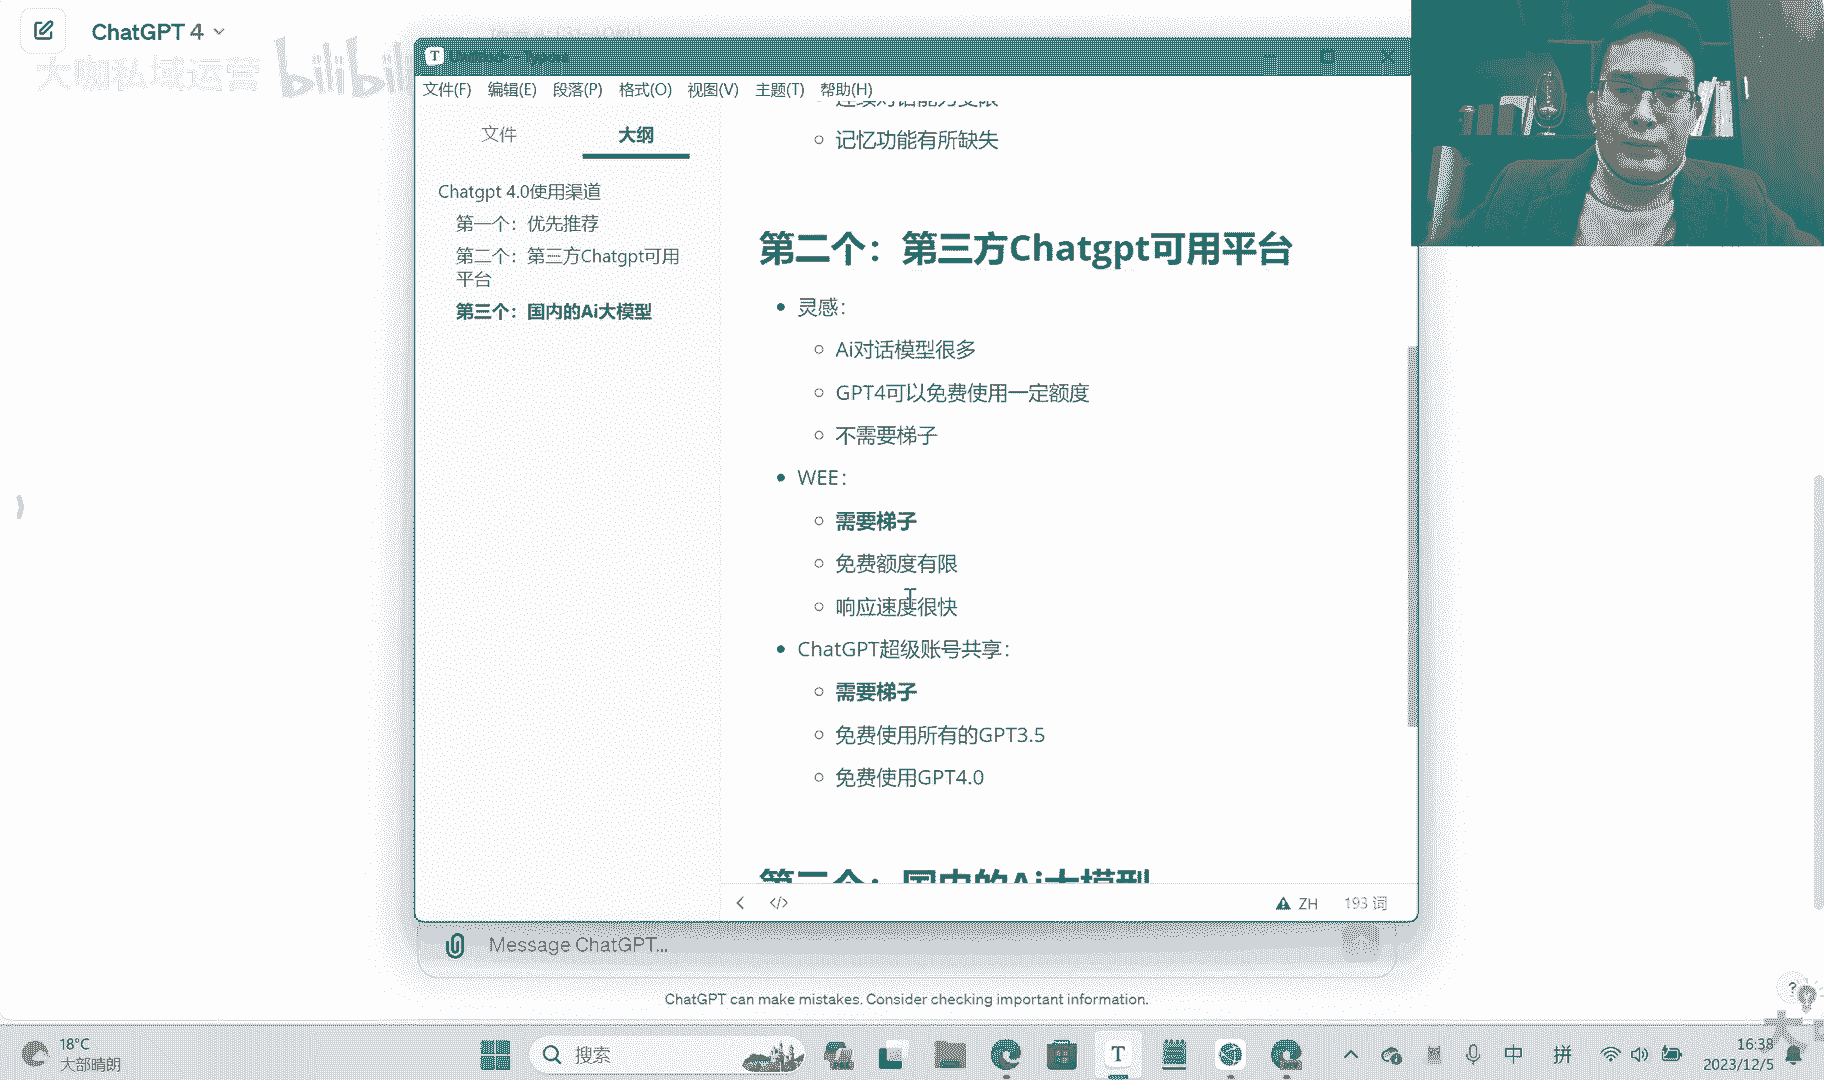 ChatGPT 4
大咖私域运营 bilibili
文件(F) 编辑(E) 段落(P) 格式(O) 视图(V) 主题(T) 帮助(H)
文件 大纲
Chatgpt 4.0使用渠道
第一个：优先推荐
第二个：第三方Chatgpt可用
平台
第三个：国内的Ai大模型
连续对话能力受限
记忆功能有所缺失
第二个：第三方Chatgpt可用平台
灵感：
Ai对话模型很多
GPT4可以免费使用一定额度
不需要梯子
WEE：
需要梯子
免费额度有限
响应速度很快
ChatGPT超级账号共享：
需要梯子
免费使用所有的GPT3.5
免费使用GPT4.0
国内的Ai大模型
ZH 193 词
Message ChatGPT...
ChatGPT can make mistakes. Consider checking important information.
?
18°C
大部晴朗
搜索
中 拼
16:38
2023/12/5